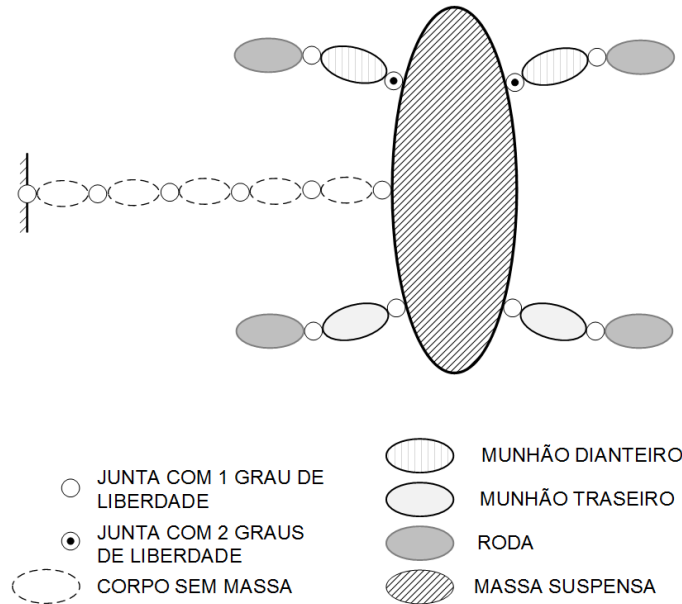 JUNTA COM 1 GRAU DE
LIBERDADE
JUNTA COM 2 GRAUS
DE LIBERDADE
CORPO SEM MASSA
MUNHÃO DIANTEIRO
MUNHÃO TRASEIRO
RODA
MASSA SUSPENSA